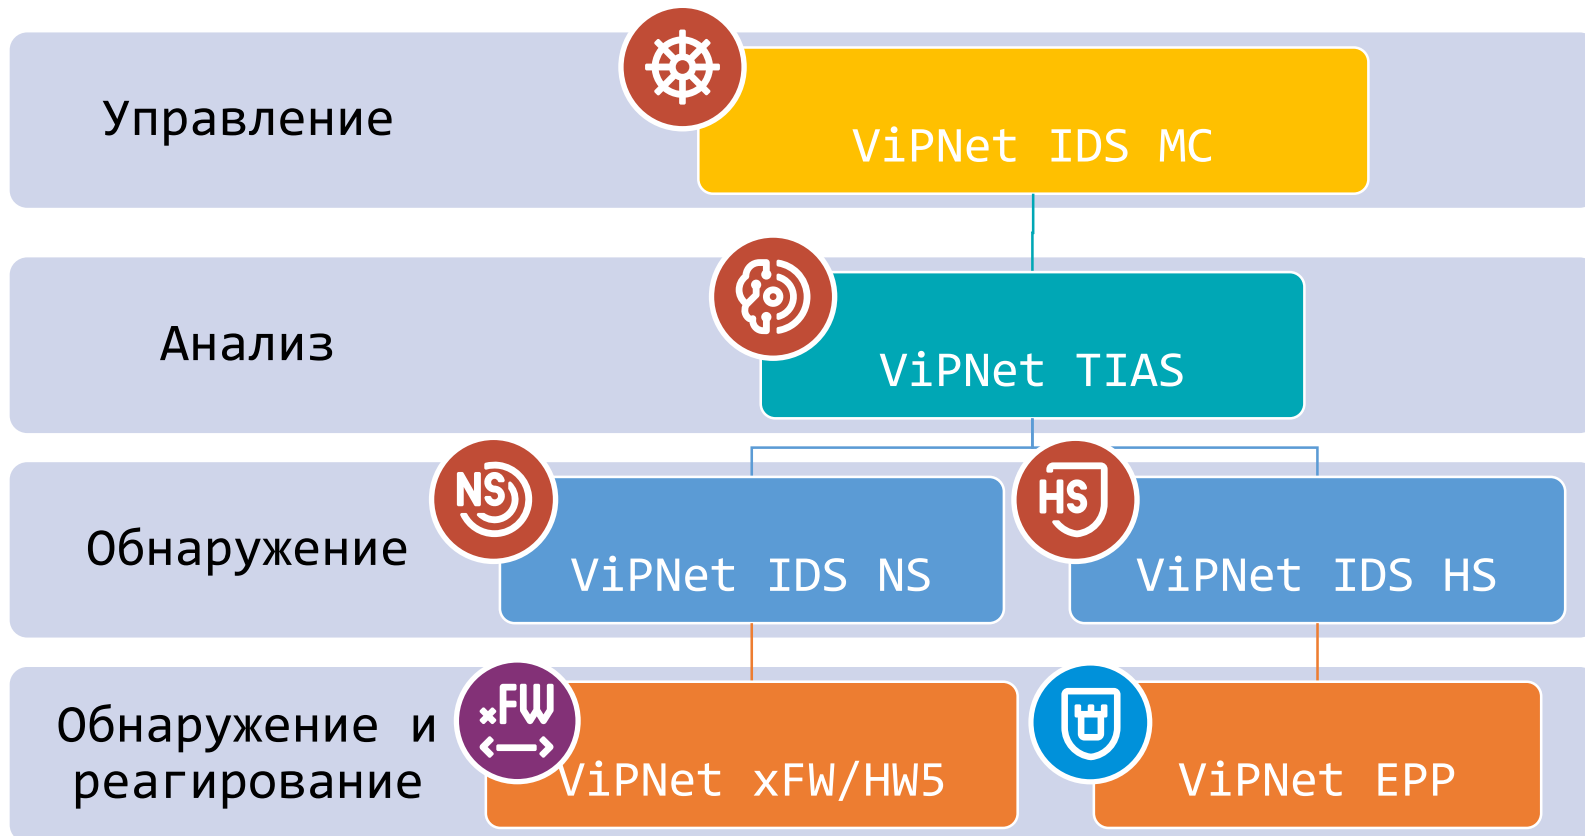 Управление
ViPNet IDS MC
Анализ
ViPNet TIAS
NS
HS
Обнаружение
ViPNet IDS NS
ViPNet IDS HS
xFW
Обнаружение и
реагирование
ViPNet xFW/HW5
ViPNet EPP